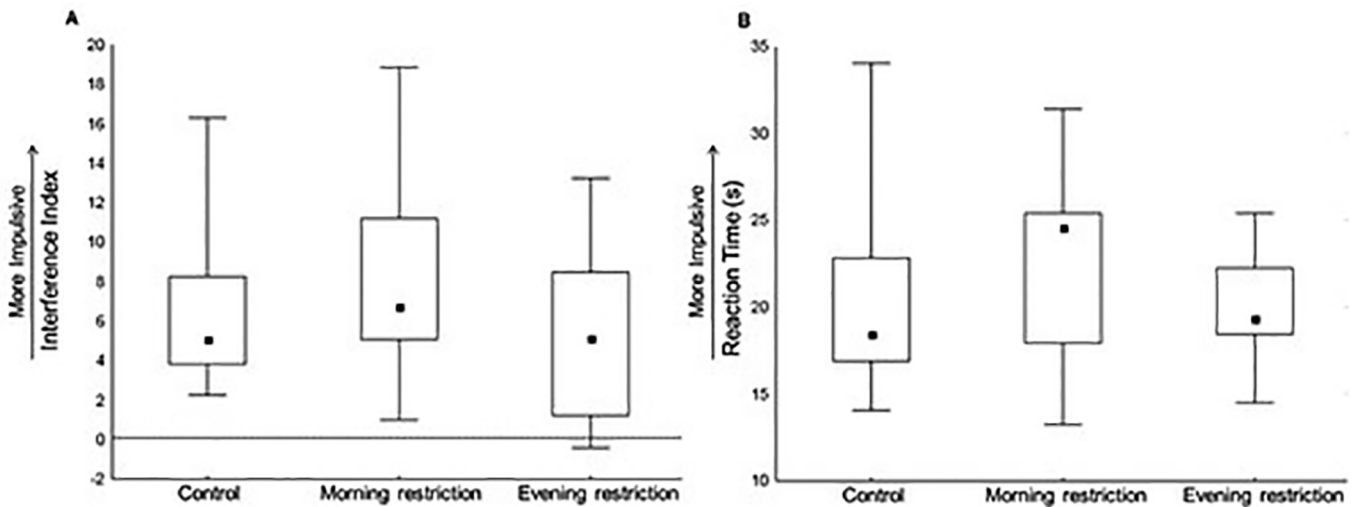 A
20
18
16
14
12
10
8
6
4
2
0
-2
More Impulsive
Interference Index
Control
Morning restriction
Evening restriction
B
35
30
25
20
15
10
More Impulsive
Reaction Time (s)
Control
Morning restriction
Evening restriction